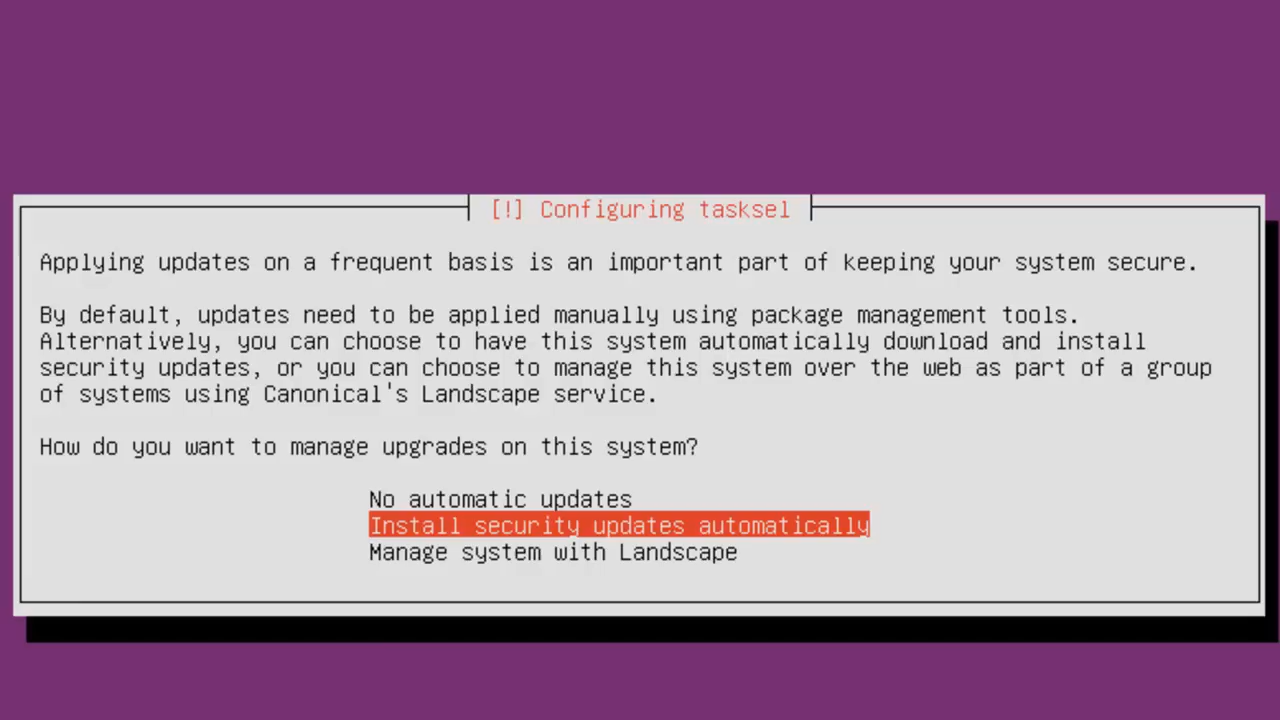 [!] Configuring tasksel
Applying updates on a frequent basis is an important part of keeping your system secure.
By default, updates need to be applied manually using package management tools.
Alternatively, you can choose to have this system automatically download and install
security updates, or you can choose to manage this system over the web as part of a group
of systems using Canonical's Landscape service.
How do you want to manage upgrades on this system?
No automatic updates
Install security updates automatically
Manage system with Landscape